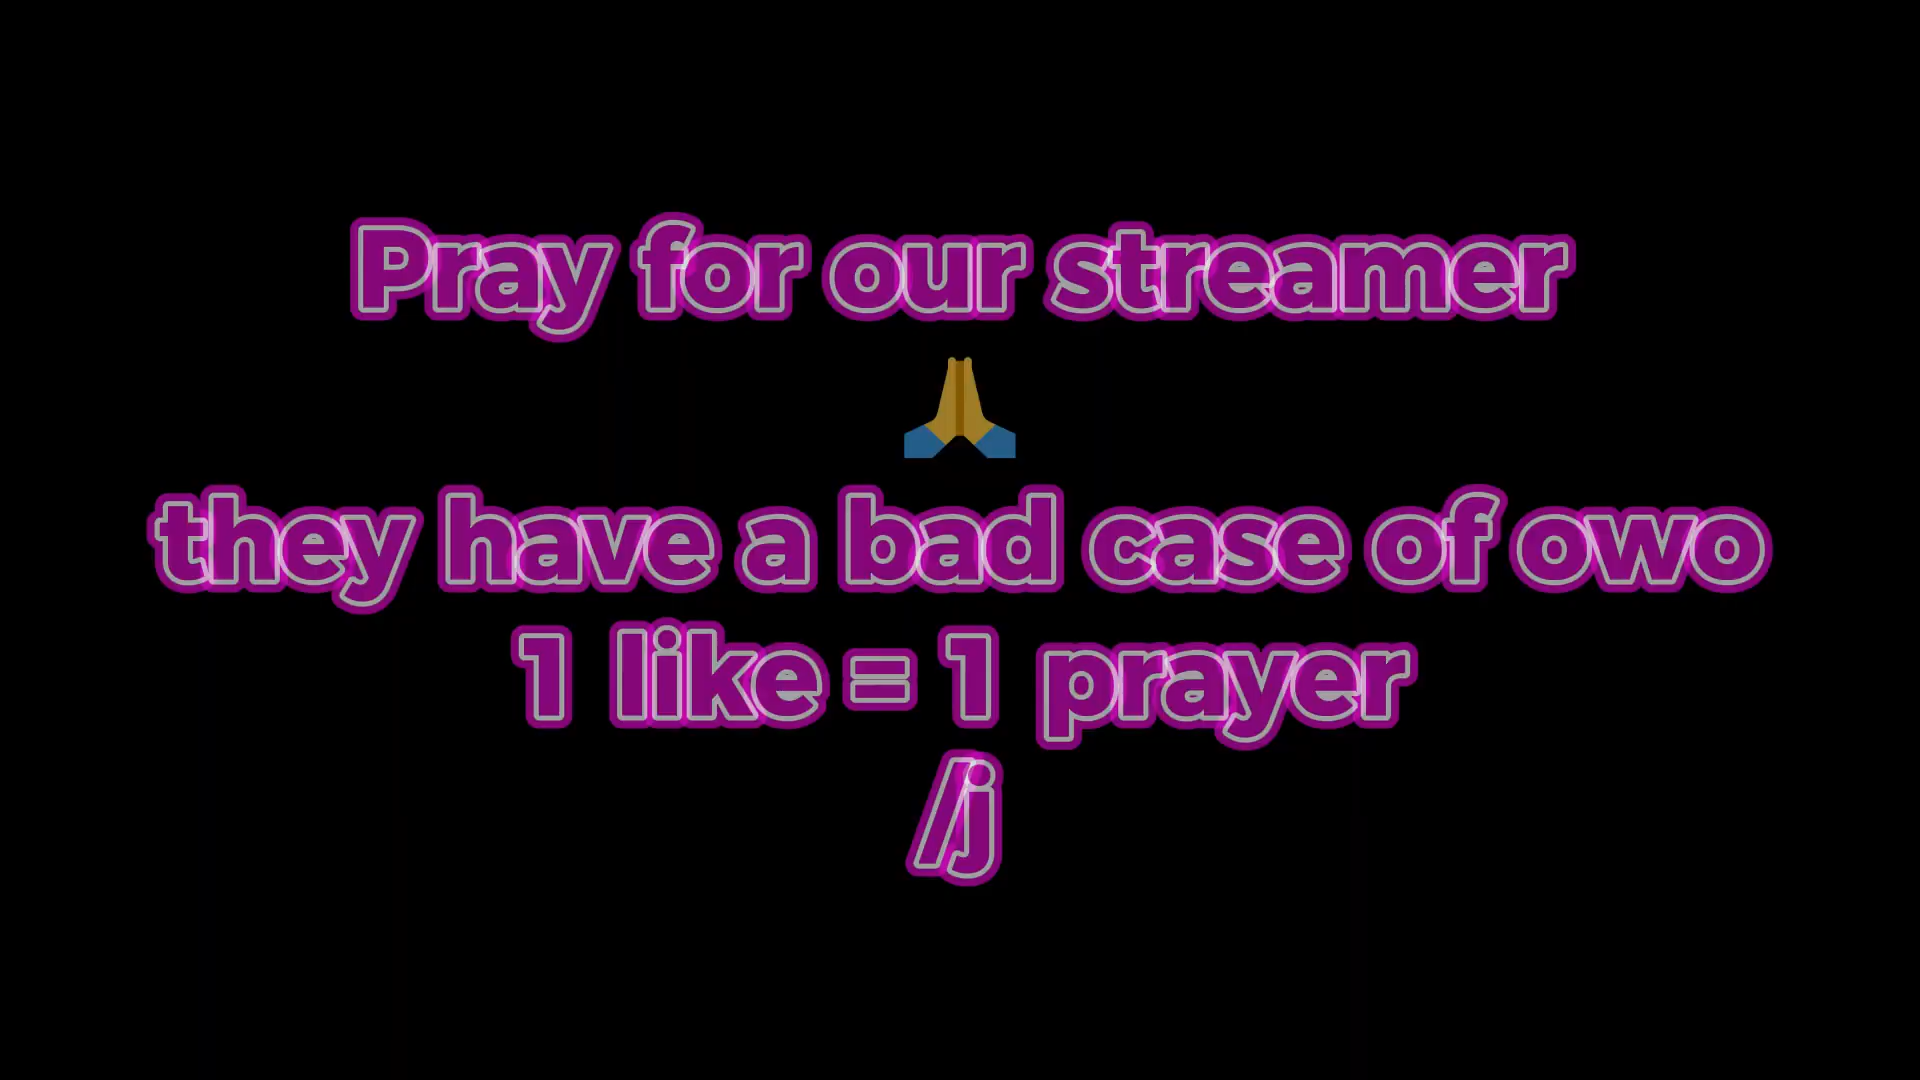 Pray for our streamer
🙏
they have a bad case of owo
1 like = 1 prayer
/j